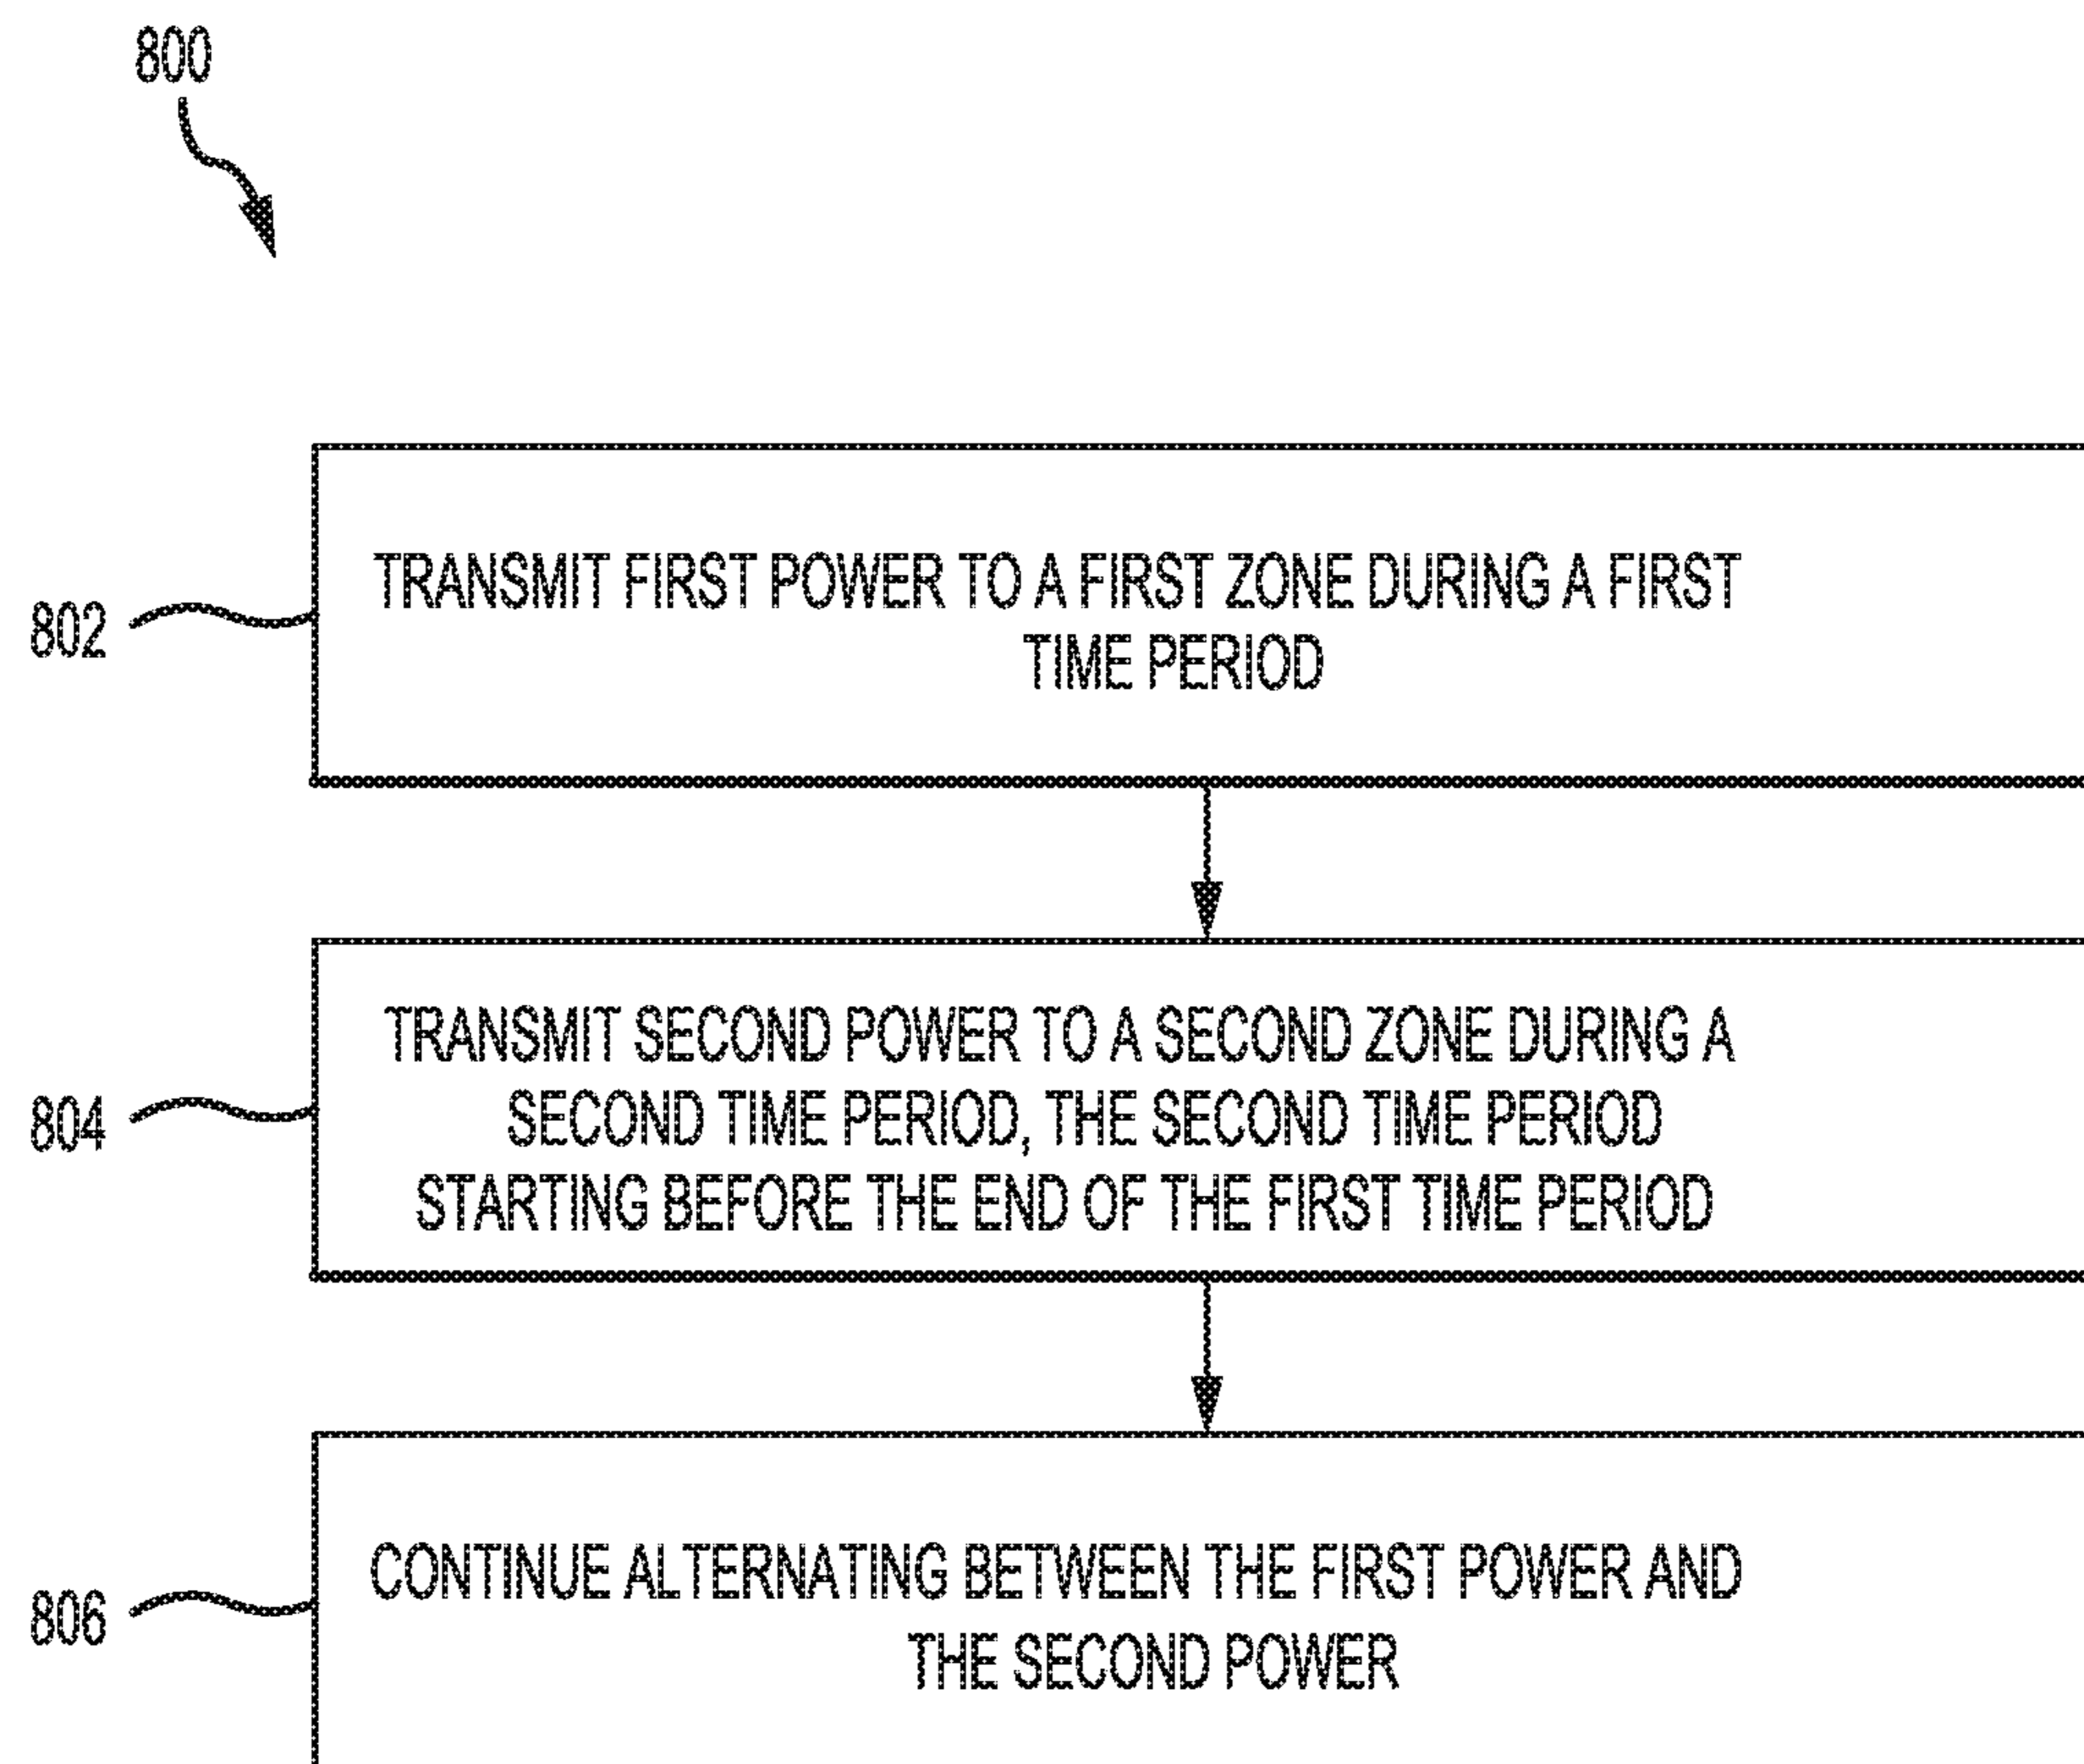 800
802
TRANSMIT FIRST POWER TO A FIRST ZONE DURING A FIRST
TIME PERIOD
804
TRANSMIT SECOND POWER TO A SECOND ZONE DURING A
SECOND TIME PERIOD, THE SECOND TIME PERIOD
STARTING BEFORE THE END OF THE FIRST TIME PERIOD
806
CONTINUE ALTERNATING BETWEEN THE FIRST POWER AND
THE SECOND POWER